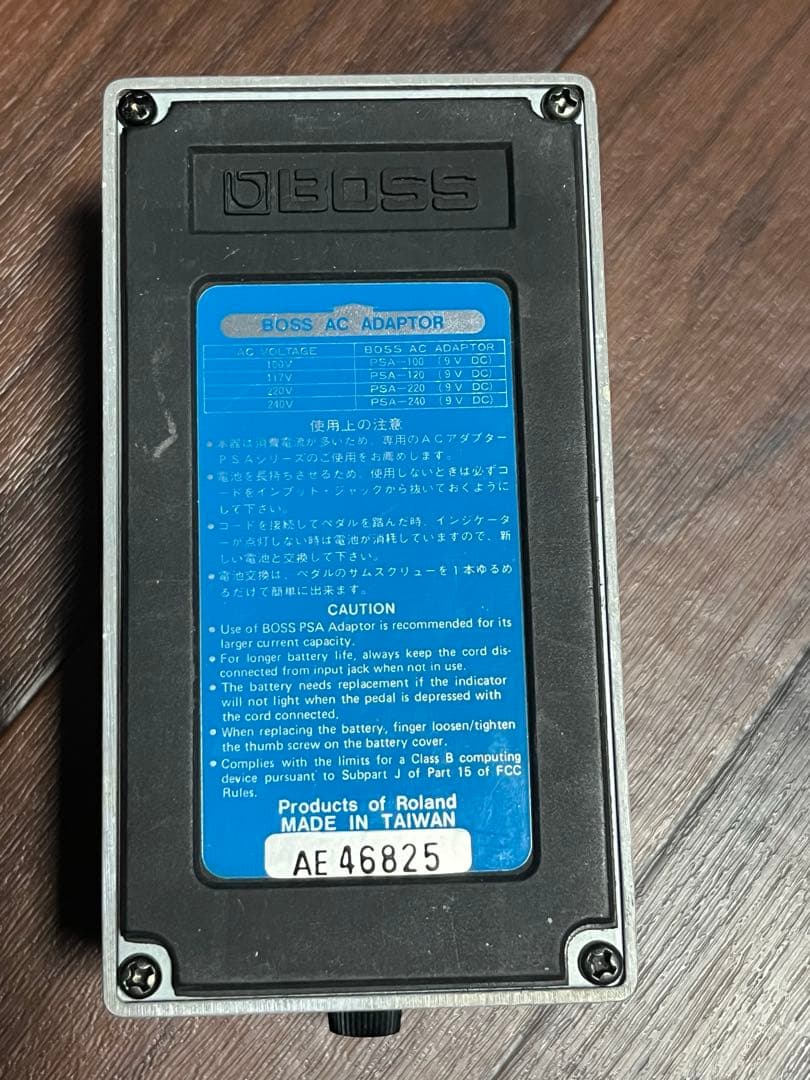 BOSS
BOSS AC ADAPTOR
AC VOLTAGE BOSS AC ADAPTOR
100V PSA-100 (9V DC)
117V PSA-120 (9V DC)
220V PSA-220 (9V DC)
240V PSA-240 (9V DC)
使用上の注意
●本器は消費電流が多いため、専用のACアダプター
PSAシリーズのご使用をお薦めします。
●電池を長持ちさせるため、使用しないときは必ずコ
ードをインプット・ジャックから抜いておくように
して下さい。
●コードを接続してペダルを踏んだ時、インジケータ
ーが点灯しない時は電池が消耗していますので、新
しい電池と交換して下さい。
●電池交換は、ペダルのサムスクリューを1本ゆるめ
るだけで簡単に出来ます。
CAUTION
● Use of BOSS PSA Adaptor is recommended for its
larger current capacity.
● For longer battery life, always keep the cord dis-
connected from input jack when not in use.
● The battery needs replacement if the indicator
will not light when the pedal is depressed with
the cord connected.
● When replacing the battery, finger loosen/tighten
the thumb screw on the battery cover.
● Complies with the limits for a Class B computing
device pursuant to Subpart J of Part 15 of FCC
Rules.
Products of Roland
MADE IN TAIWAN
AE 46825